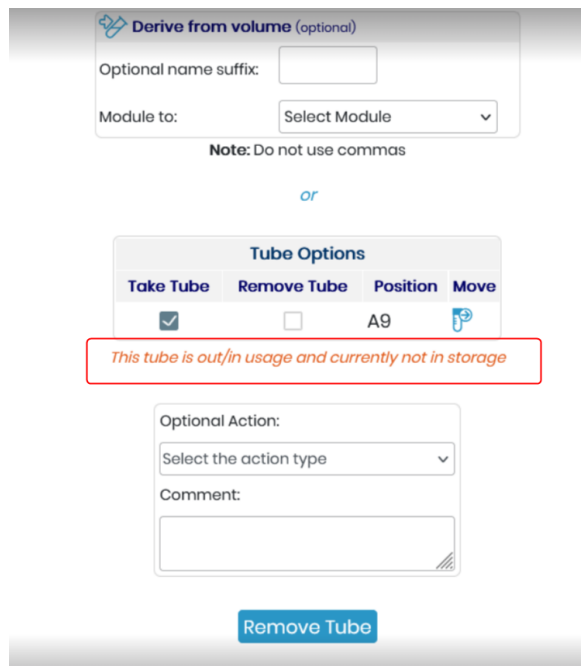 Derive from volume (optional)
Optional name suffix:
Module to: Select Module
Note: Do not use commas
or
Tube Options
Take Tube Remove Tube Position Move
A9
This tube is out/in usage and currently not in storage
Optional Action:
Select the action type
Comment:
Remove Tube